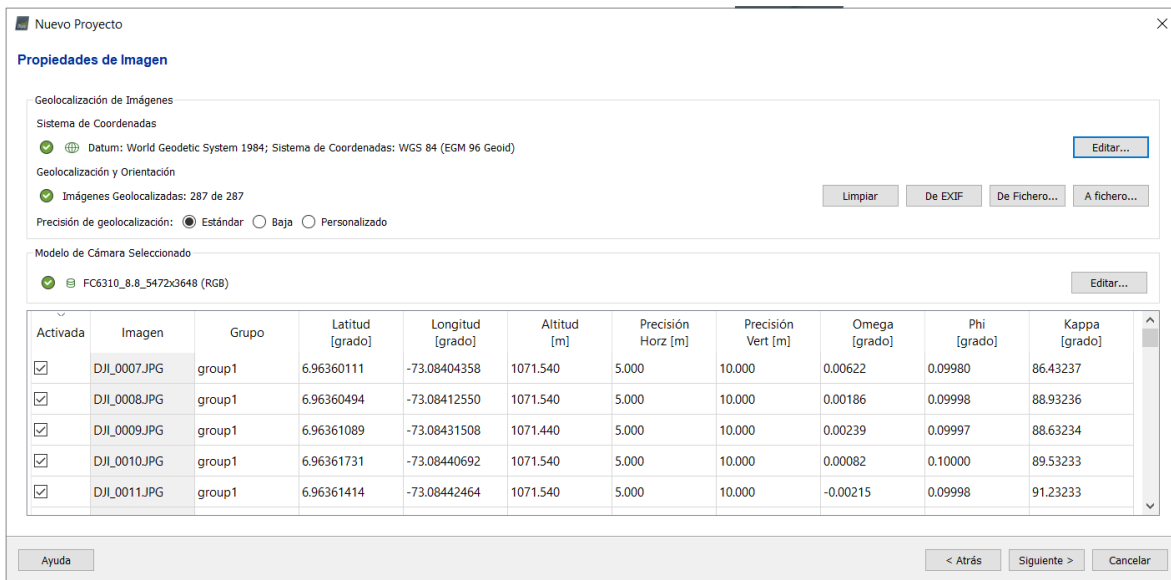 Nuevo Proyecto
Propiedades de Imagen
Geolocalización de Imágenes
Sistema de Coordenadas
Datum: World Geodetic System 1984; Sistema de Coordenadas: WGS 84 (EGM 96 Geoid) Editar...
Geolocalización y Orientación
Imágenes Geolocalizadas: 287 de 287 Limpiar De EXIF De Fichero... A fichero...
Precisión de geolocalización: Estándar Baja Personalizado
Modelo de Cámara Seleccionado
FC6310_8.8_5472x3648 (RGB) Editar...
Activada Imagen Grupo Latitud [grado] Longitud [grado] Altitud [m] Precisión Horz [m] Precisión Vert [m] Omega [grado] Phi [grado] Kappa [grado]
DJI_0007.JPG group1 6.96360111 -73.08404358 1071.540 5.000 10.000 0.00622 0.09980 86.43237
DJI_0008.JPG group1 6.96360494 -73.08412550 1071.540 5.000 10.000 0.00186 0.09998 88.93236
DJI_0009.JPG group1 6.96361089 -73.08431508 1071.440 5.000 10.000 0.00239 0.09997 88.63234
DJI_0010.JPG group1 6.96361731 -73.08440692 1071.540 5.000 10.000 0.00082 0.10000 89.53233
DJI_0011.JPG group1 6.96361414 -73.08442464 1071.540 5.000 10.000 -0.00215 0.09998 91.23233
Ayuda < Atrás Siguiente > Cancelar